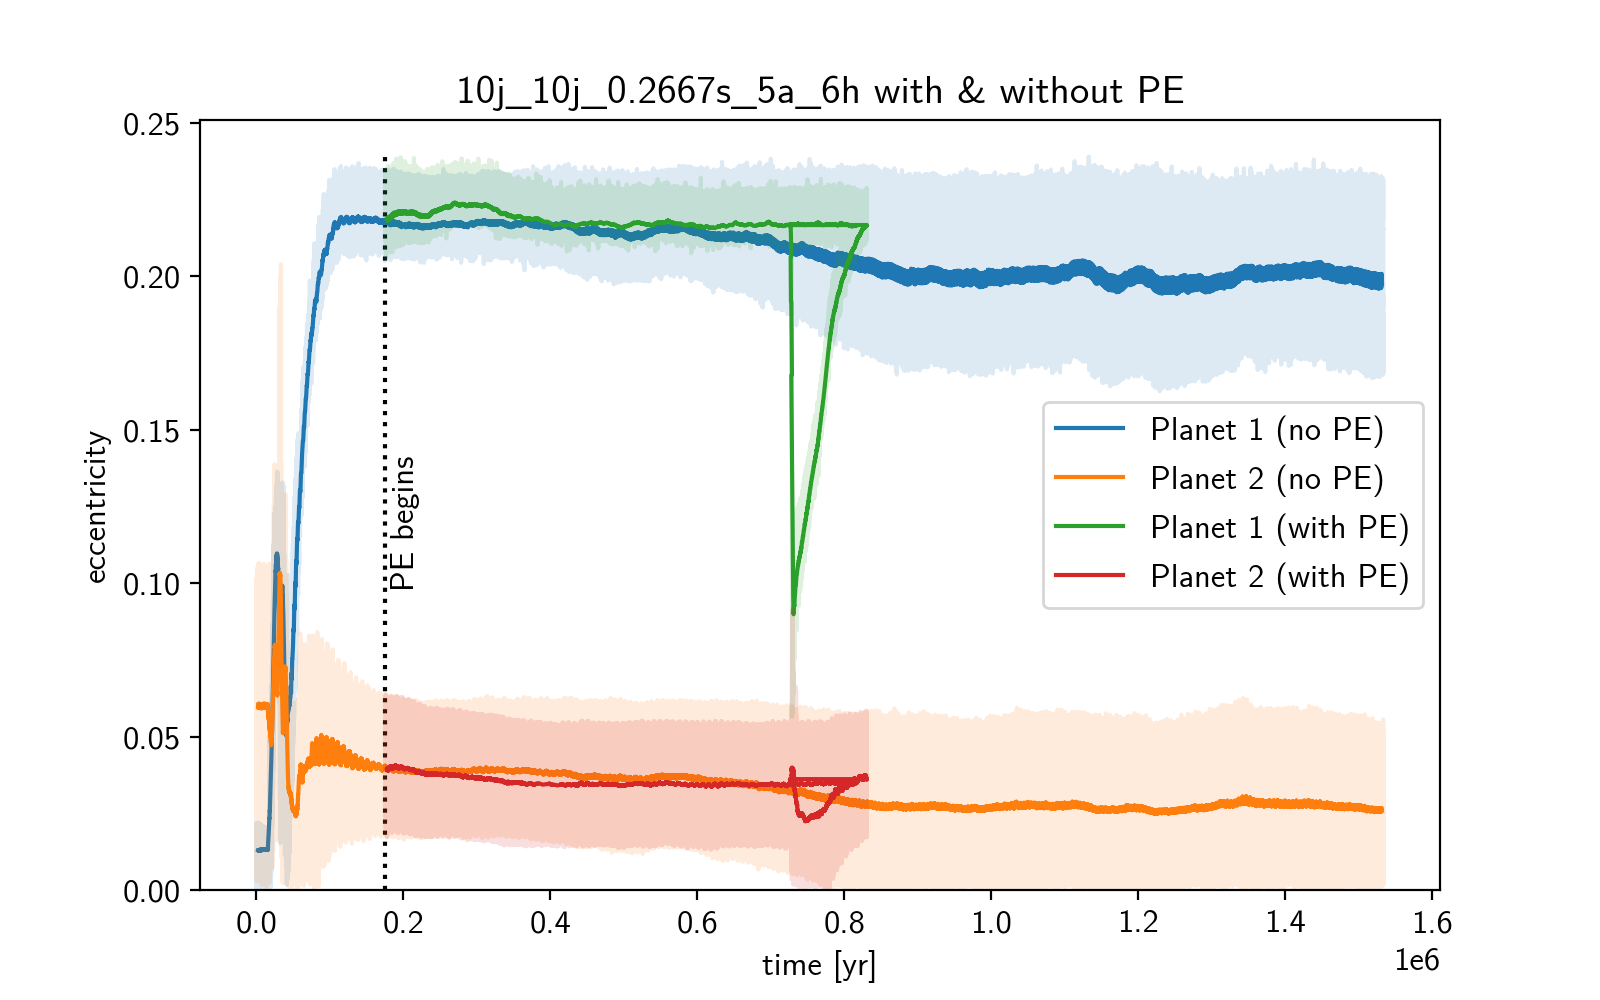 10j_10j_0.2667s_5a_6h with & without PE
0.25
0.20
0.15
0.10
0.05
0.00
eccentricity
PE begins
Planet 1 (no PE)
Planet 2 (no PE)
Planet 1 (with PE)
Planet 2 (with PE)
0.0 0.2 0.4 0.6 0.8 1.0 1.2 1.4 1.6
1e6
time [yr]